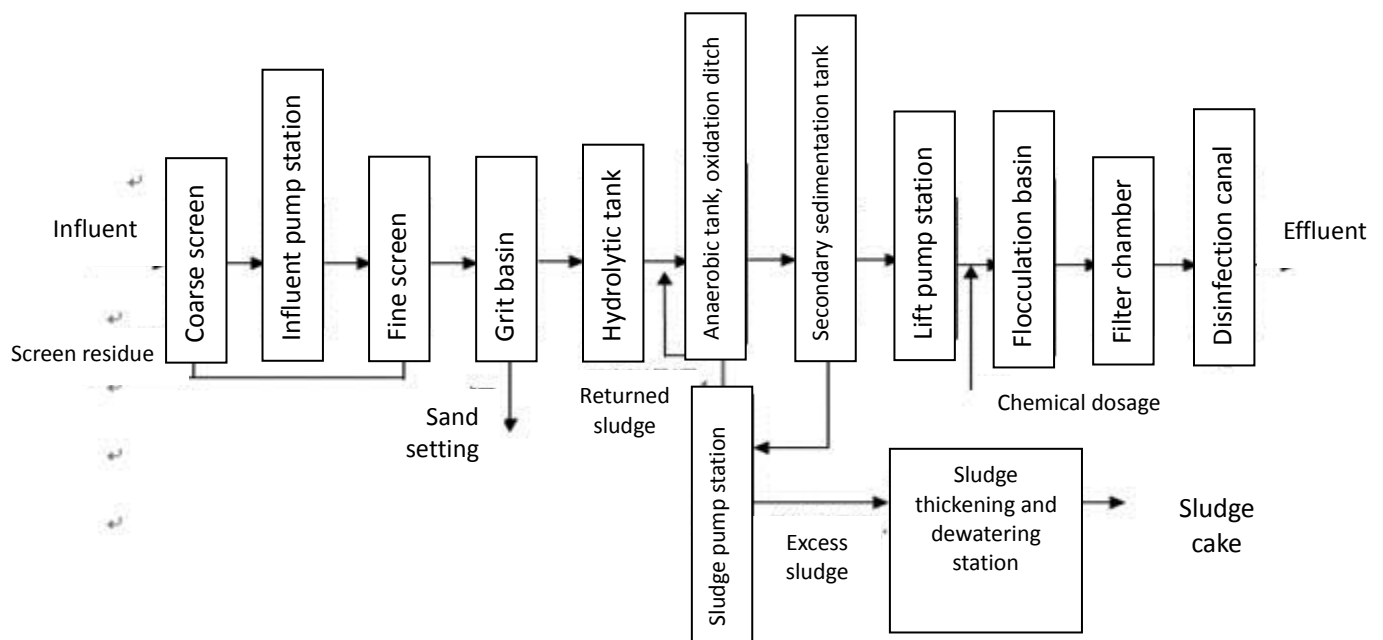 Influent
Coarse screen
Influent pump station
Fine screen
Grit basin
Hydrolytic tank
Anaerobic tank, oxidation ditch
Secondary sedimentation tank
Lift pump station
Flocculation basin
Filter chamber
Disinfection canal
Effluent
Screen residue
Sand
setting
Returned
sludge
Chemical dosage
Sludge pump station
Excess
sludge
Sludge
thickening and
dewatering
station
Sludge
cake